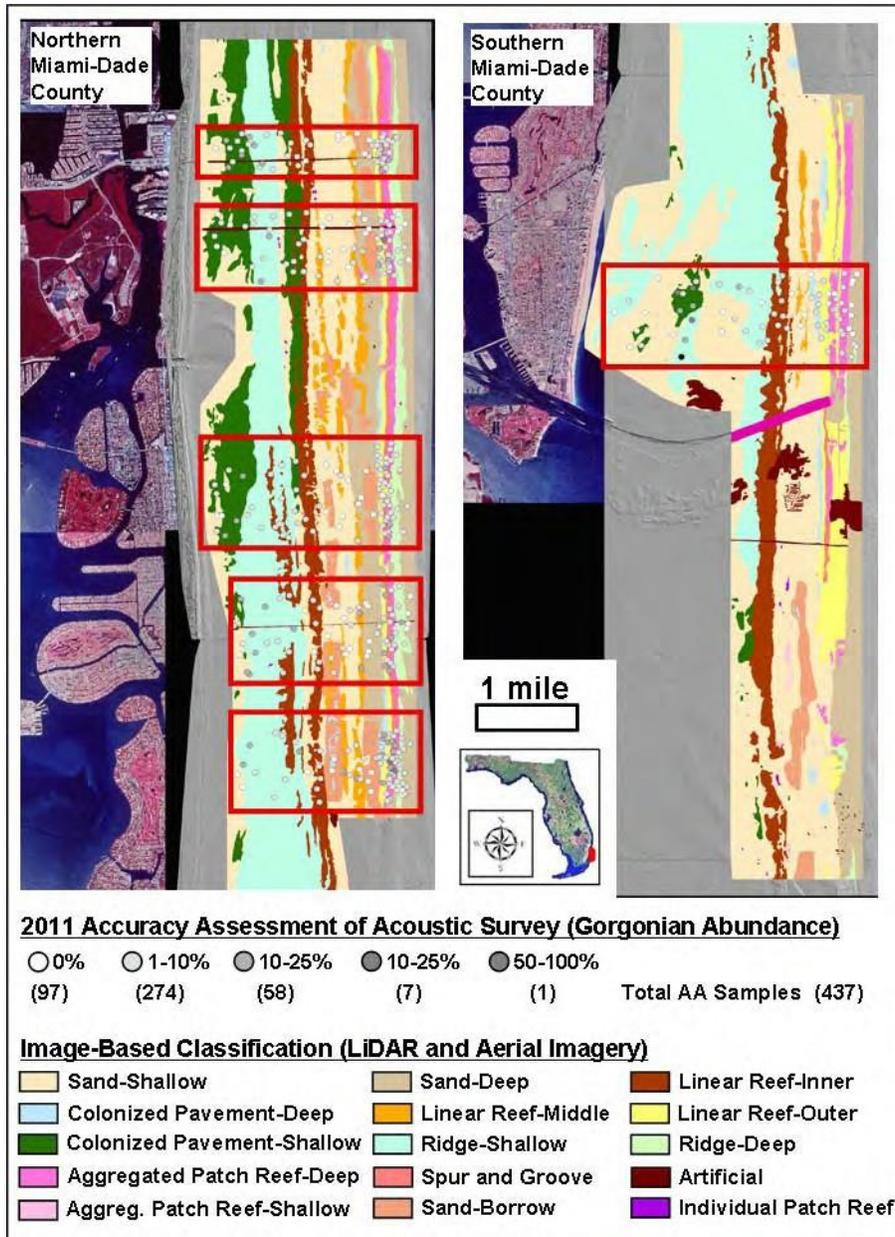 Northern
Miami-Dade
County
Southern
Miami-Dade
County
1 mile
N
W E
S
2011 Accuracy Assessment of Acoustic Survey (Gorgonian Abundance)
0% 1-10% 10-25% 10-25% 50-100%
(97) (274) (58) (7) (1) Total AA Samples (437)
Image-Based Classification (LiDAR and Aerial Imagery)
Sand-Shallow Sand-Deep Linear Reef-Inner
Colonized Pavement-Deep Linear Reef-Middle Linear Reef-Outer
Colonized Pavement-Shallow Ridge-Shallow Ridge-Deep
Aggregated Patch Reef-Deep Spur and Groove Artificial
Aggreg. Patch Reef-Shallow Sand-Borrow Individual Patch Reef